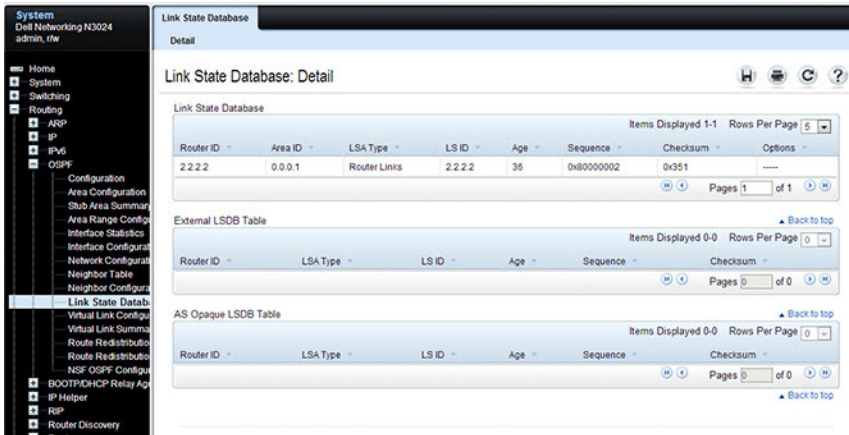 System
Dell Networking N3024
admin, r/w
Home
System
Switching
Routing
ARP
IP
IPv6
OSPF
Configuration
Area Configuration
Stub Area Summary
Area Range Config
Interface Statistics
Interface Configurat
Network Configurati
Neighbor Table
Neighbor Configura
Link State Datab
Virtual Link Configu
Virtual Link Summa
Route Redistributio
Route Redistributio
NSF OSPF Configu
BOOTP/DHCP Relay Age
IP Helper
RIP
Router Discovery
Link State Database
Detail
Link State Database: Detail
Link State Database
Items Displayed 1-1 Rows Per Page 5
Router ID Area ID LSA Type LS ID Age Sequence Checksum Options
2.2.2.2 0.0.0.1 Router Links 2.2.2.2 36 0x80000002 0x351 -----
Pages 1 of 1
External LSDB Table Back to top
Items Displayed 0-0 Rows Per Page 0
Router ID LSA Type LS ID Age Sequence Checksum
Pages 0 of 0
AS Opaque LSDB Table Back to top
Items Displayed 0-0 Rows Per Page 0
Router ID LSA Type LS ID Age Sequence Checksum
Pages 0 of 0
Back to top